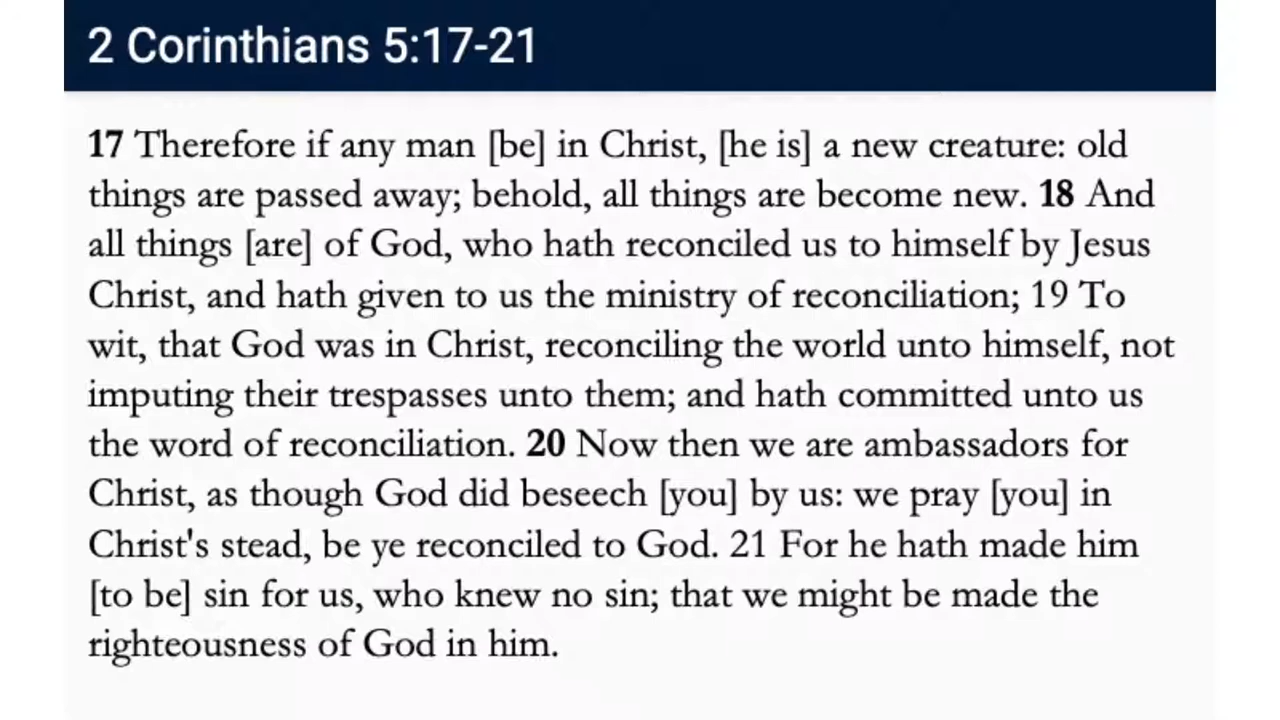 2 Corinthians 5:17-21
17 Therefore if any man [be] in Christ, [he is] a new creature: old
things are passed away; behold, all things are become new. 18 And
all things [are] of God, who hath reconciled us to himself by Jesus
Christ, and hath given to us the ministry of reconciliation; 19 To
wit, that God was in Christ, reconciling the world unto himself, not
imputing their trespasses unto them; and hath committed unto us
the word of reconciliation. 20 Now then we are ambassadors for
Christ, as though God did beseech [you] by us: we pray [you] in
Christ's stead, be ye reconciled to God. 21 For he hath made him
[to be] sin for us, who knew no sin; that we might be made the
righteousness of God in him.